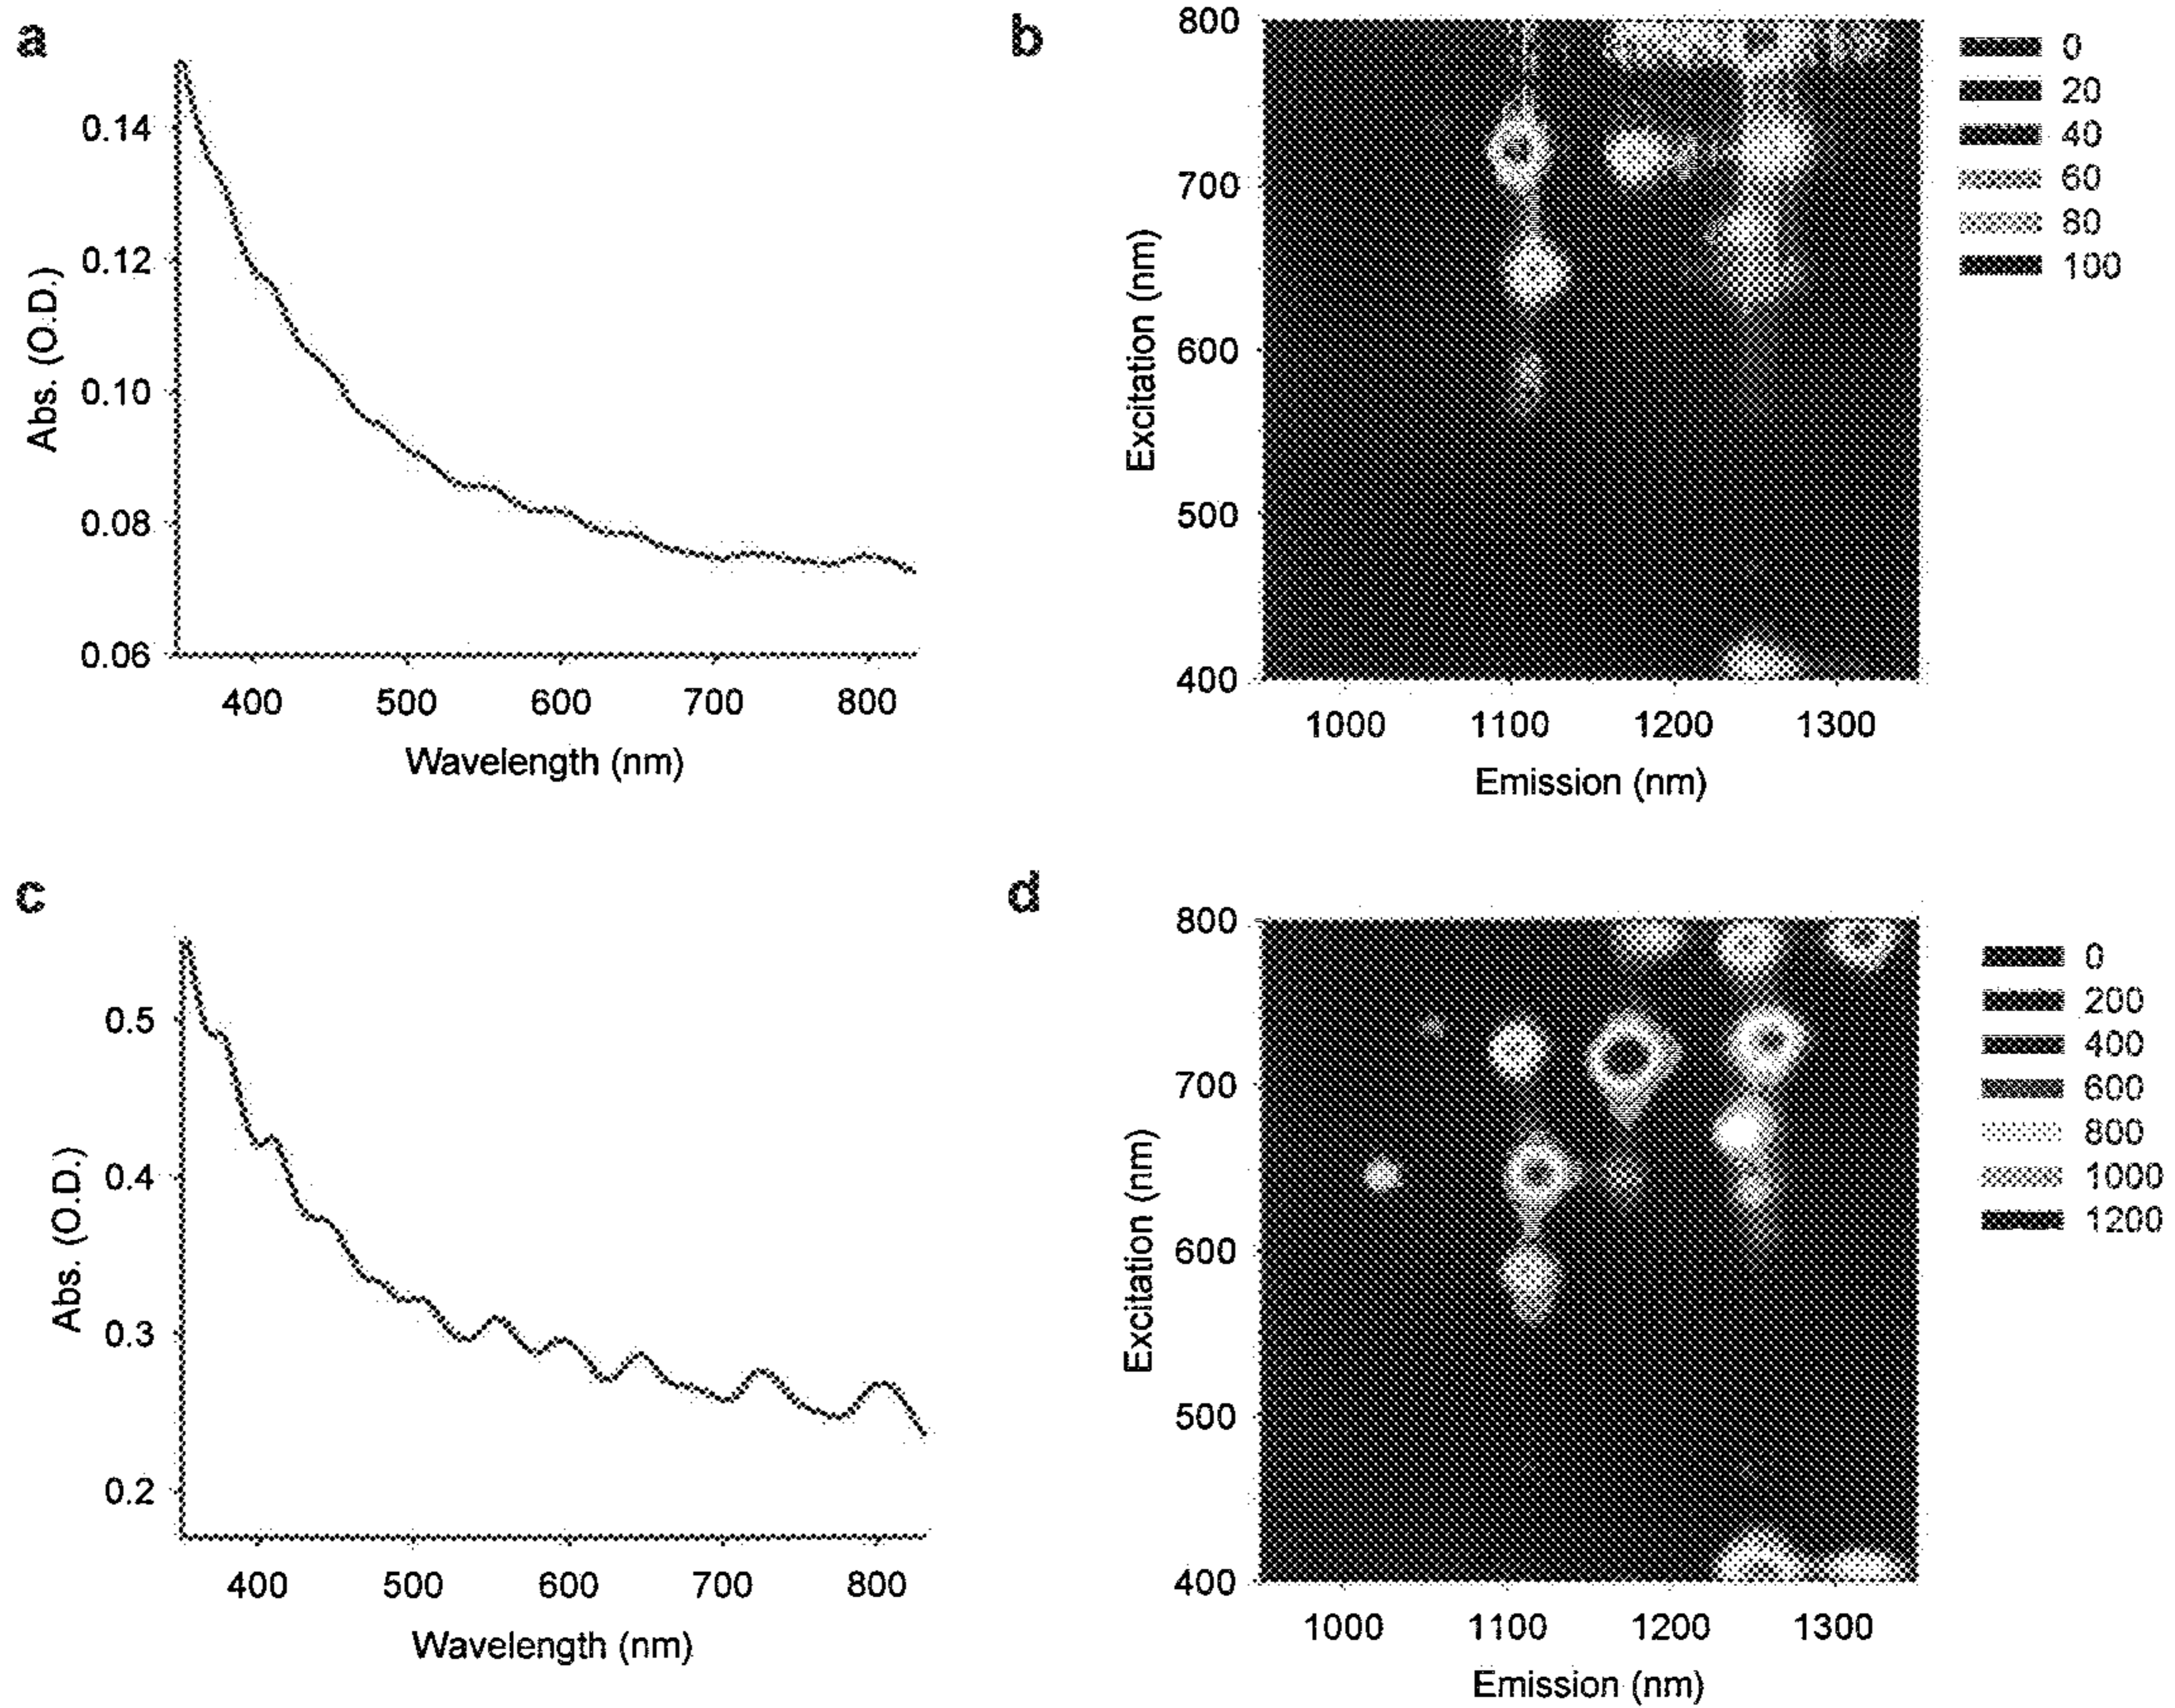 a
0.14
0.12
0.10
0.08
0.06
Abs. (O.D.)
400 500 600 700 800
Wavelength (nm)
b
800
700
600
500
400
Excitation (nm)
1000 1100 1200 1300
Emission (nm)
0
20
40
60
80
100
c
0.5
0.4
0.3
0.2
Abs. (O.D.)
400 500 600 700 800
Wavelength (nm)
d
800
700
600
500
400
Excitation (nm)
1000 1100 1200 1300
Emission (nm)
0
200
400
600
800
1000
1200